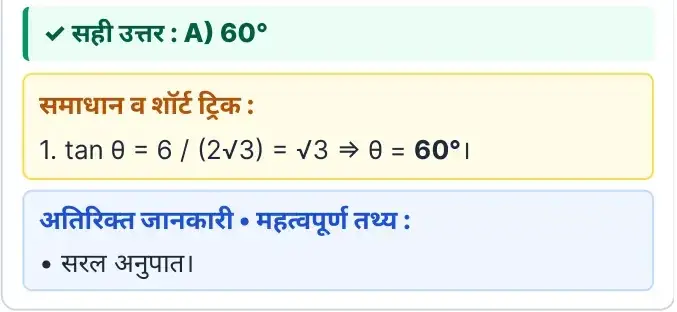 ✓ सही उत्तर : A) 60°
समाधान व शॉर्ट ट्रिक :
1. tan θ = 6 / (2√3) = √3 ⇒ θ = 60°।
अतिरिक्त जानकारी • महत्वपूर्ण तथ्य :
• सरल अनुपात।